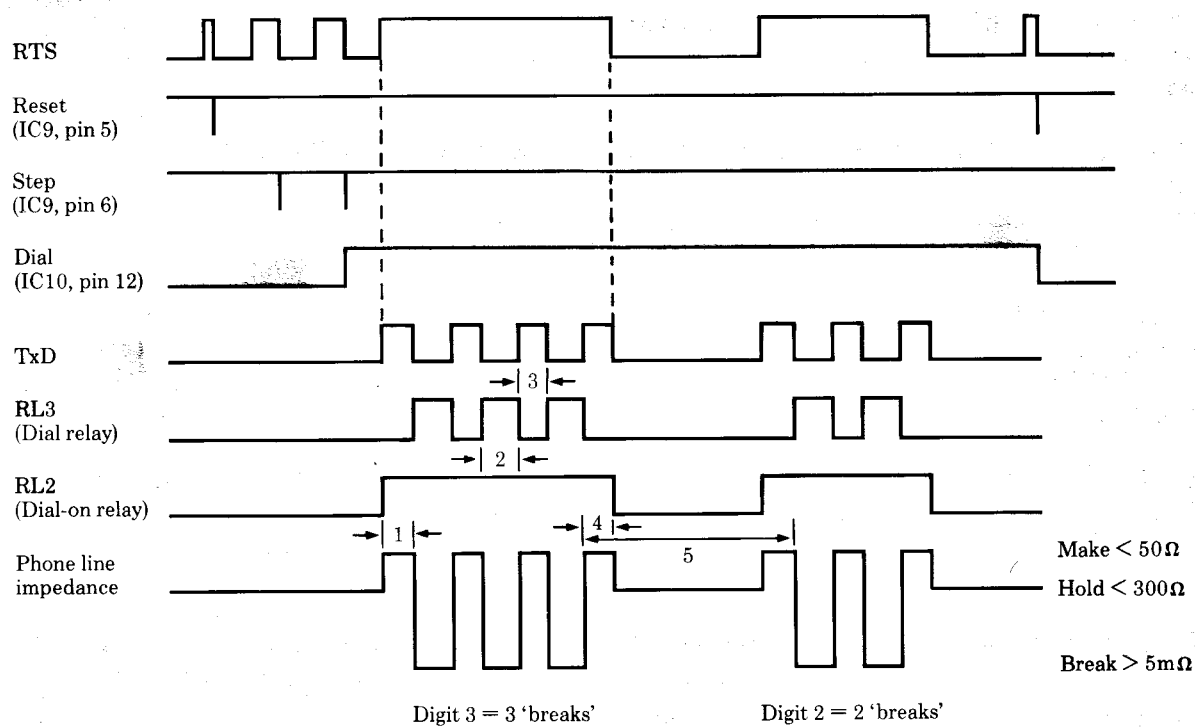 RTS
Reset
(IC9, pin 5)
Step
(IC9, pin 6)
Dial
(IC10, pin 12)
TxD
3
RL3
(Dial relay)
2
RL2
(Dial-on relay)
1
4
5
Phone line
impedance
Make < 50Ω
Hold < 300Ω
Break > 5mΩ
Digit 3 = 3 ‘breaks’
Digit 2 = 2 ‘breaks’